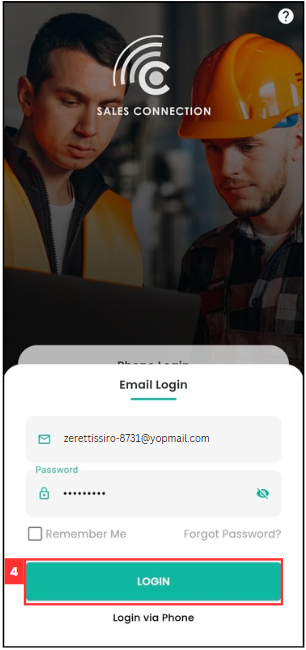 ?
SALES CONNECTION
Phone Login
Email Login
zerettissiro-8731@yopmail.com
Password
•••••••••
Remember Me
Forgot Password?
4
LOGIN
Login via Phone